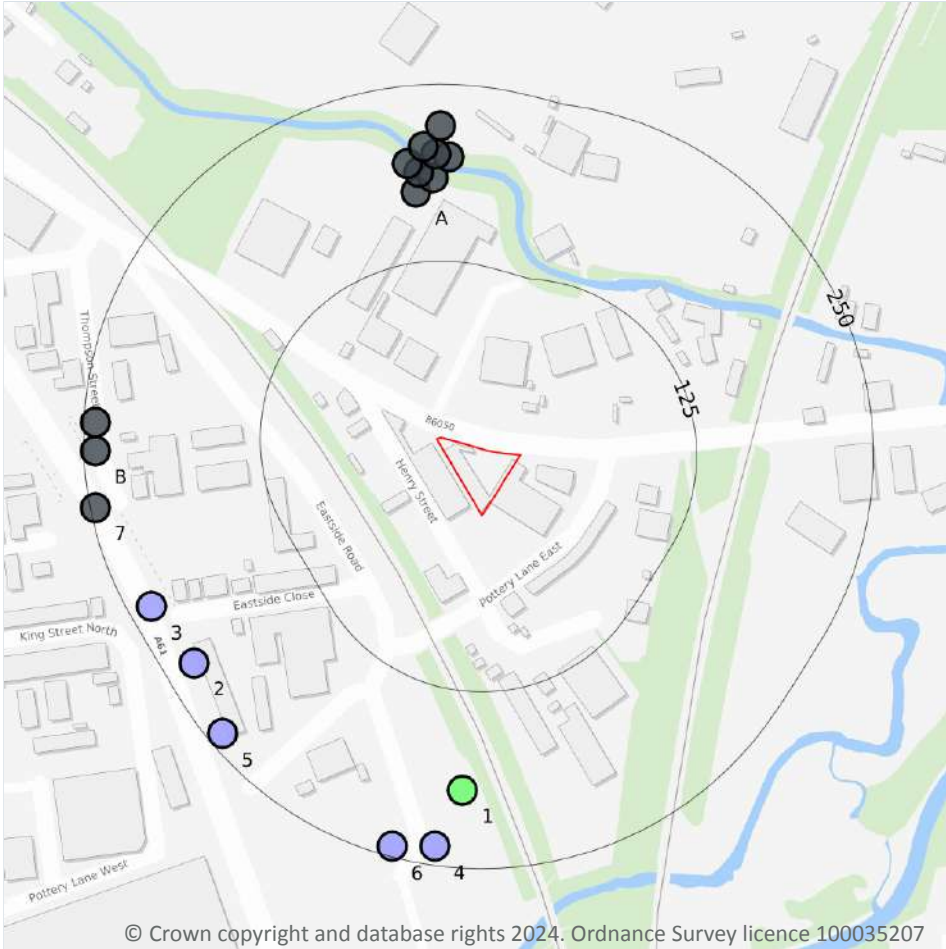 A
250
Thompson Street
125
B6050
B
Henry Street
7
Eastside Road
Pottery Lane East
3
Eastside Close
King Street North
A61
2
5
1
6
4
Pottery Lane West
© Crown copyright and database rights 2024. Ordnance Survey licence 100035207